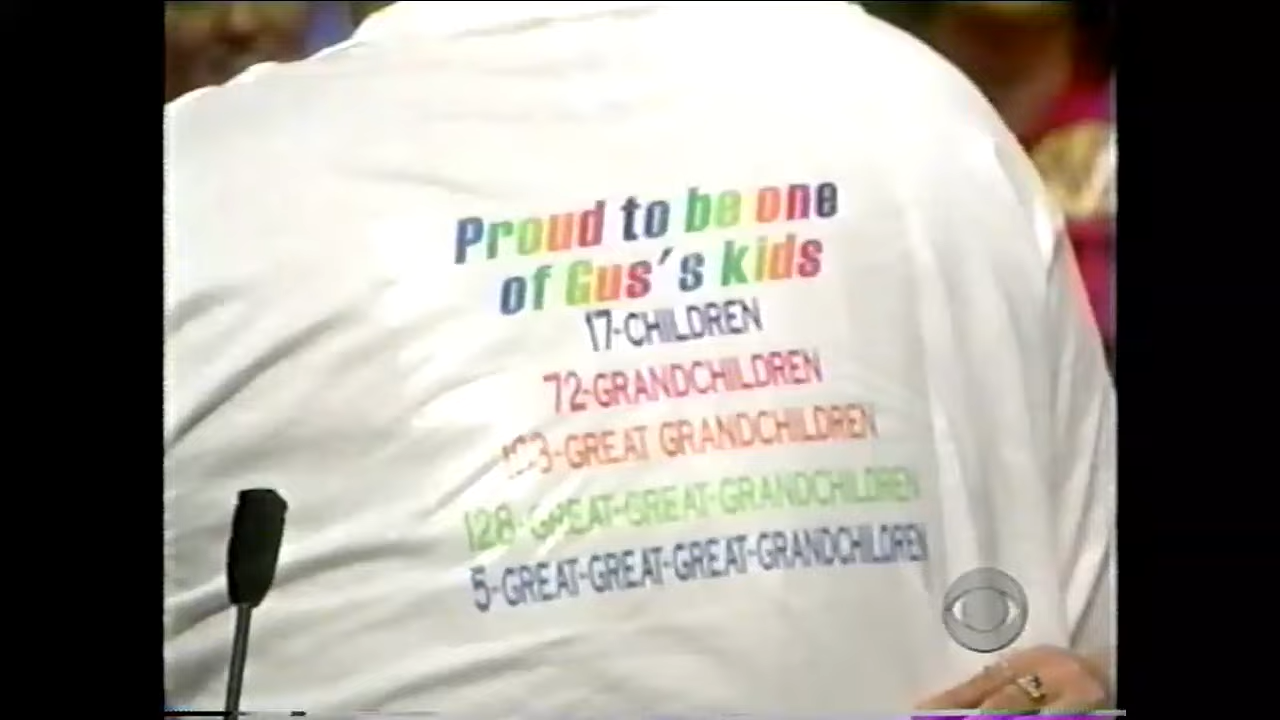 Proud to be one
of Gus's kids
17-CHILDREN
72-GRANDCHILDREN
GREAT GRANDCHILDREN
128-GREAT-GREAT-GRANDCHILDREN
5-GREAT-GREAT-GREAT-GRANDCHILDREN